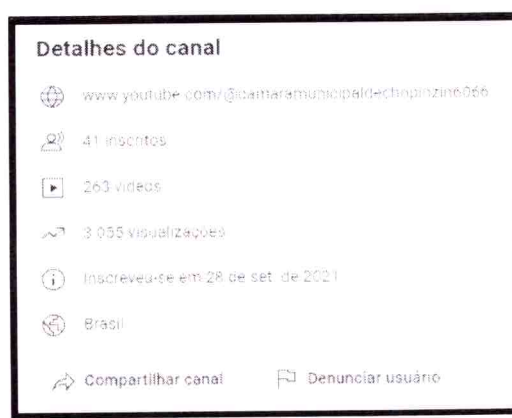 Detalhes do canal
www.youtube.com/@camaramunicipaldechopinzin6066
41 inscritos
263 vídeos
3.055 visualizações
Inscreveu-se em 28 de set. de 2021
Brasil
Compartilhar canal
Denunciar usuário